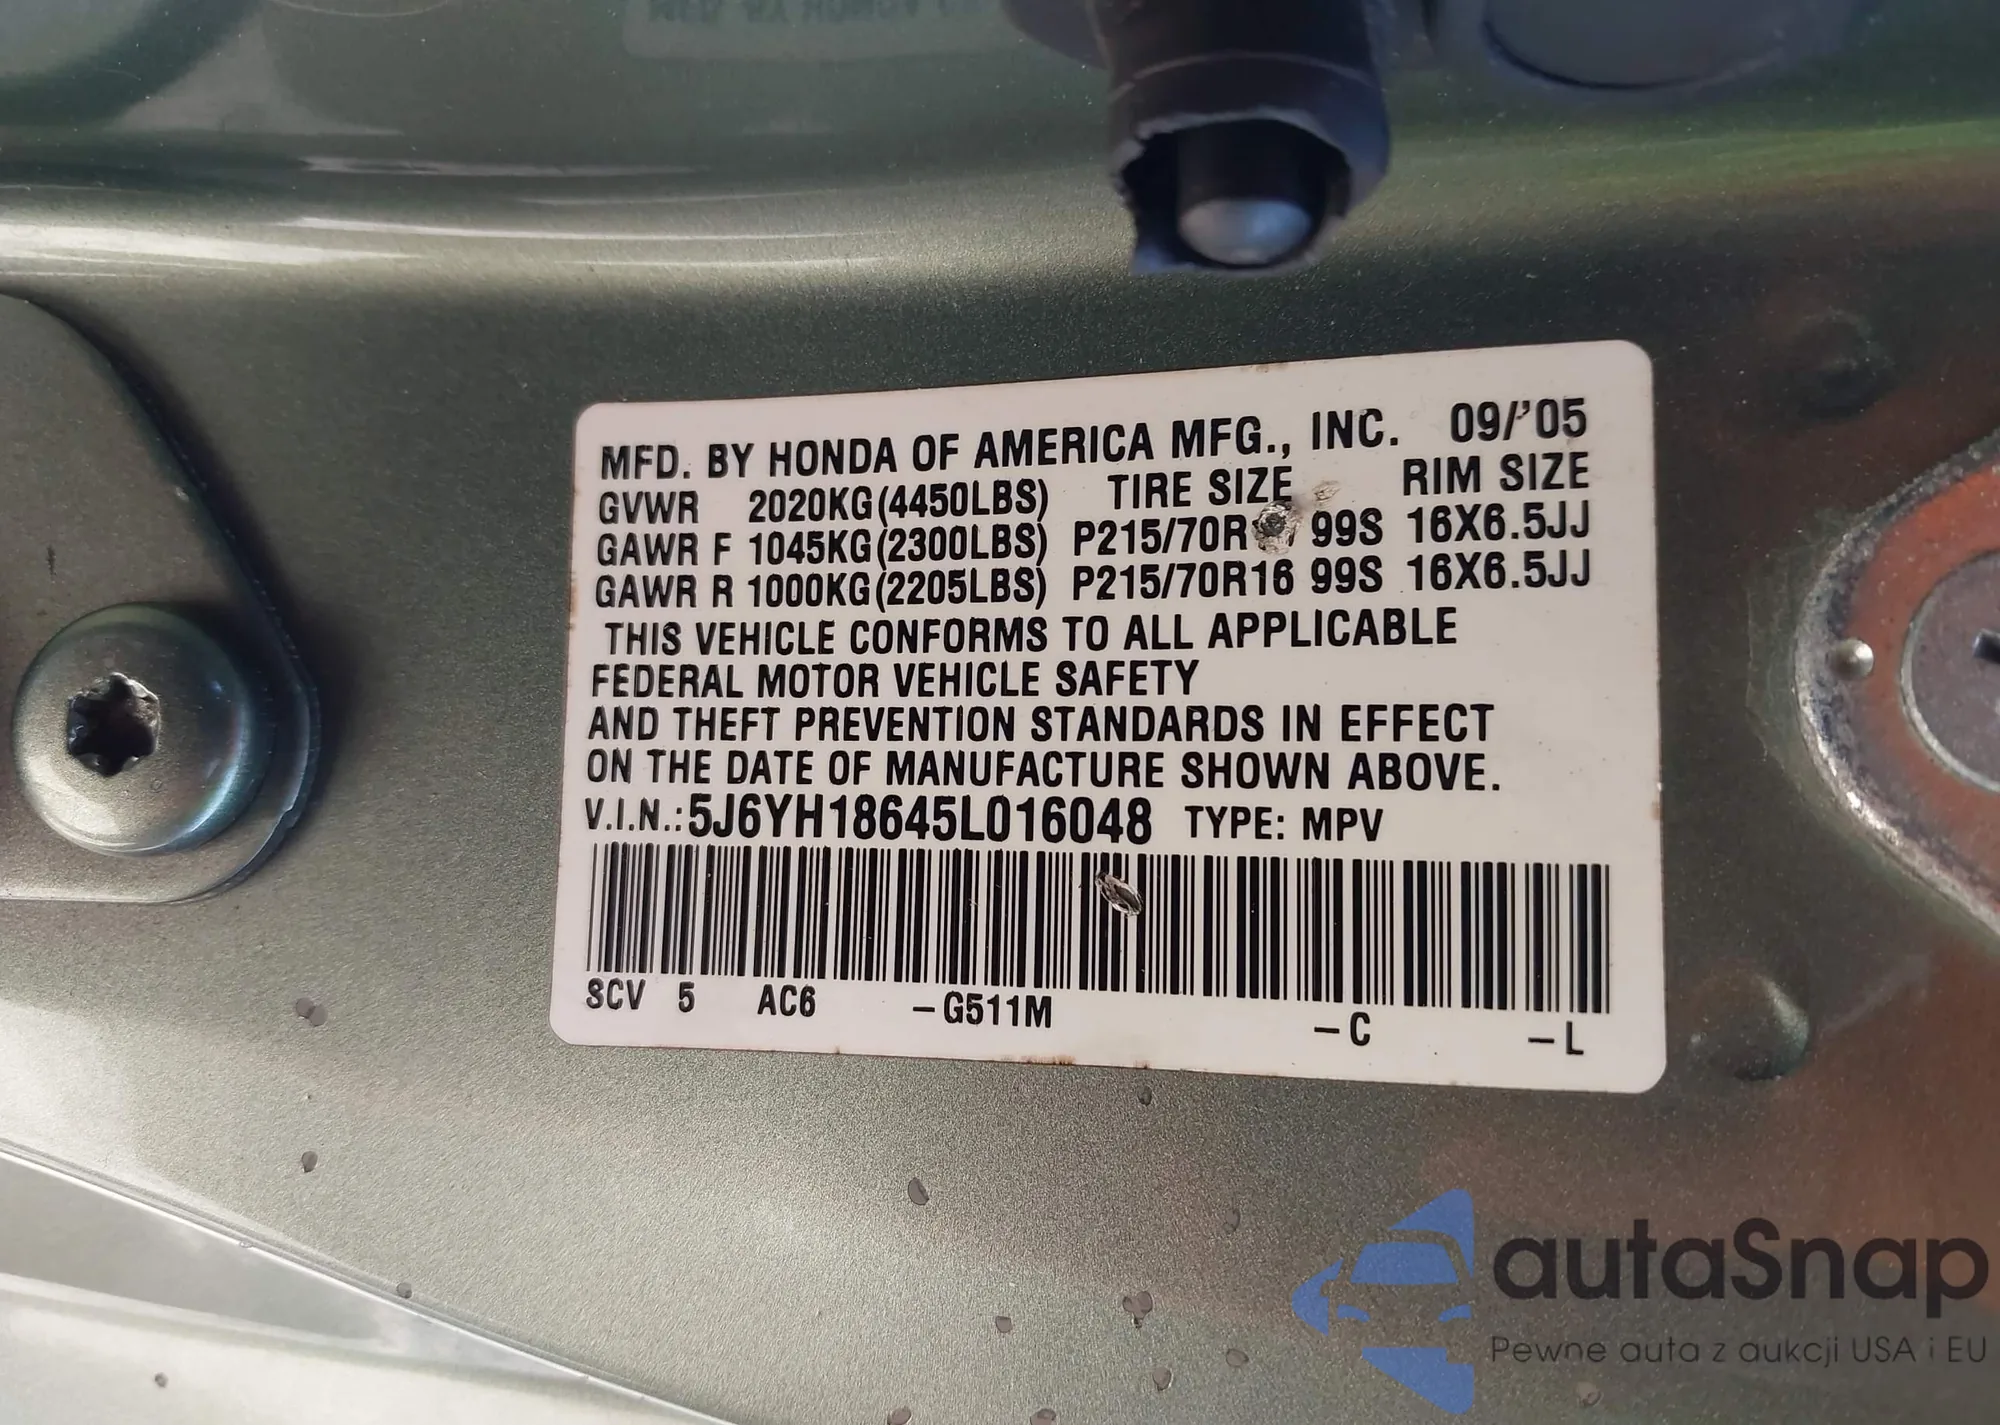 MFD. BY HONDA OF AMERICA MFG., INC. 09/'05
GVWR 2020KG(4450LBS) TIRE SIZE RIM SIZE
GAWR F 1045KG(2300LBS) P215/70R 99S 16X6.5JJ
GAWR R 1000KG(2205LBS) P215/70R16 99S 16X6.5JJ
THIS VEHICLE CONFORMS TO ALL APPLICABLE
FEDERAL MOTOR VEHICLE SAFETY
AND THEFT PREVENTION STANDARDS IN EFFECT
ON THE DATE OF MANUFACTURE SHOWN ABOVE.
V.I.N.:5J6YH18645L016048 TYPE: MPV
SCV 5 AC6 –G511M –C –L
autaSnap
Pewne auta z aukcji USA i EU